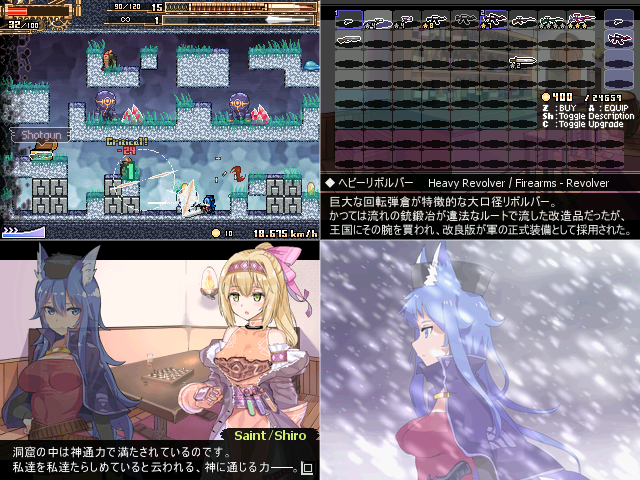 90/120 15
32/100
∞ 1
Shotgun
Critical!
-24
10
18.675 km/h
400 / 24559
Z : BUY A : EQUIP
Sh:Toggle Description
C :Toggle Upgrade
◆ ヘビーリボルバー Heavy Revolver / Firearms - Revolver
巨大な回転弾倉が特徴的な大口径リボルバー。
かつては流れの銃鍛冶が違法なルートで流した改造品だったが、
王国にその腕を買われ、改良版が軍の正式装備として採用された。
Saint/Shiro
洞窟の中は神通力で満たされているのです。
私達を私達たらしめていると云われる、神に通じる力――。